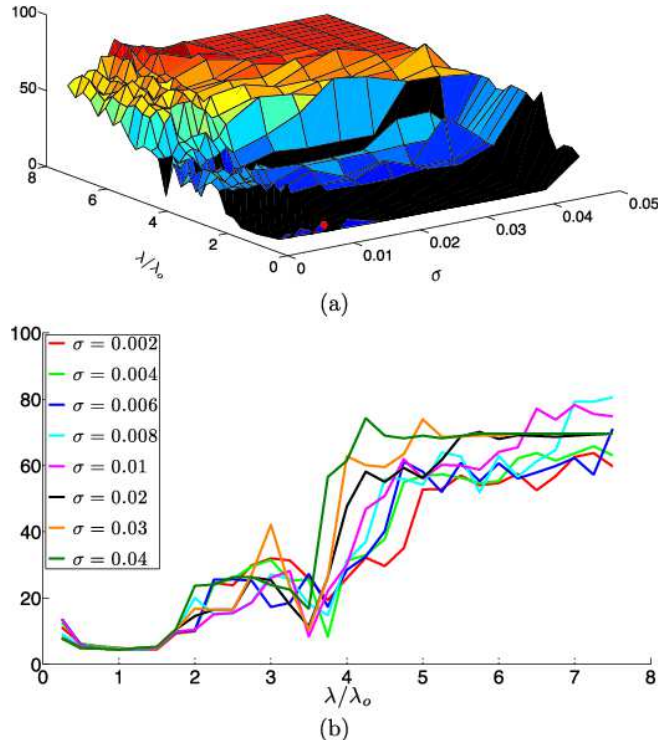 100
50
0
8
6
4
2
0
0
0.01
0.02
0.03
0.04
0.05
λ/λₒ
σ
(a)
100
80
60
40
20
0
σ = 0.002
σ = 0.004
σ = 0.006
σ = 0.008
σ = 0.01
σ = 0.02
σ = 0.03
σ = 0.04
0 1 2 3 4 5 6 7 8
λ/λₒ
(b)